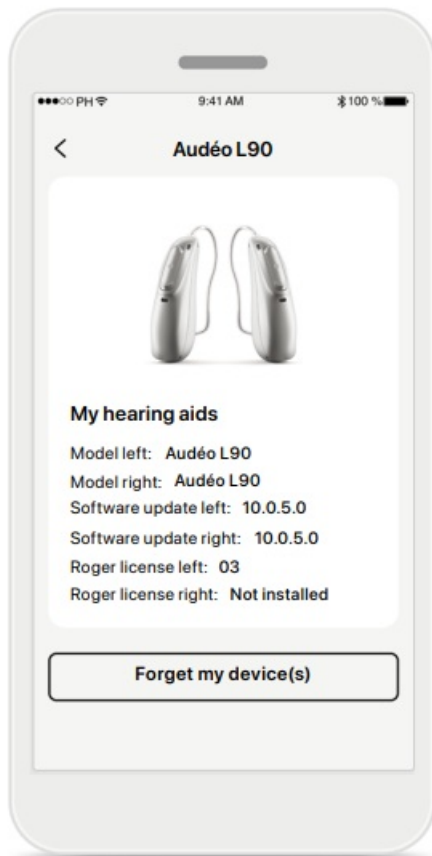 PH 9:41 AM 100 %
Audéo L90
My hearing aids
Model left: Audéo L90
Model right: Audéo L90
Software update left: 10.0.5.0
Software update right: 10.0.5.0
Roger license left: 03
Roger license right: Not installed
Forget my device(s)